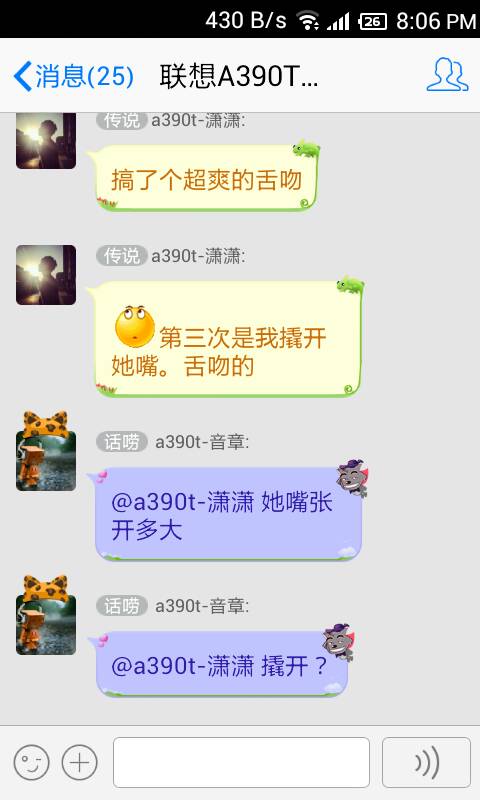 430 B/s 26 8:06 PM
消息(25) 联想A390T...
传说 a390t-潇潇:
搞了个超爽的舌吻
传说 a390t-潇潇:
第三次是我撬开
她嘴。舌吻的
话唠 a390t-音章:
@a390t-潇潇 她嘴张
开多大
话唠 a390t-音章:
@a390t-潇潇 撬开？